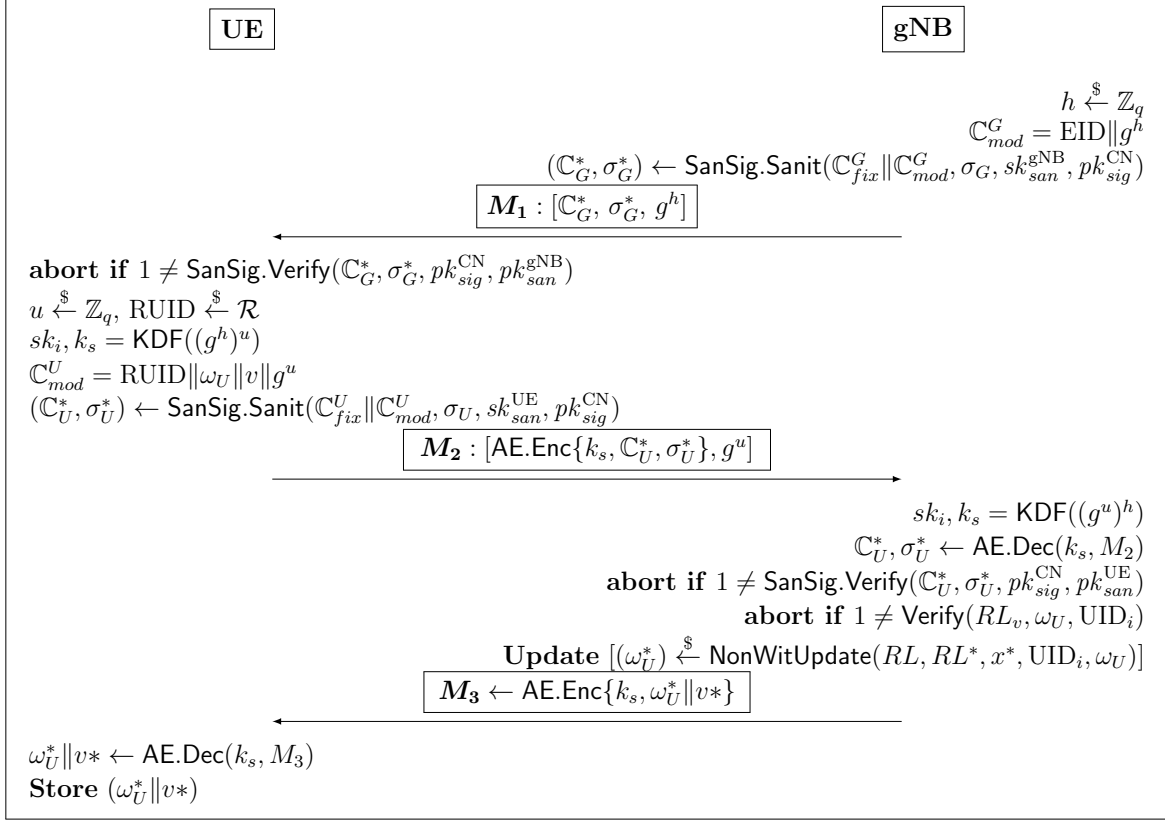 UE
gNB
h ←$ ℤ_q
ℂ^G_mod = EID‖g^h
(ℂ*_G, σ*_G) ← SanSig.Sanit(ℂ^G_fix‖ℂ^G_mod, σ_G, sk^gNB_san, pk^CN_sig)
M_1 : [ℂ*_G, σ*_G, g^h]
abort if 1 ≠ SanSig.Verify(ℂ*_G, σ*_G, pk^CN_sig, pk^gNB_san)
u ←$ ℤ_q, RUID ←$ ℛ
sk_i, k_s = KDF((g^h)^u)
ℂ^U_mod = RUID‖ω_U‖v‖g^u
(ℂ*_U, σ*_U) ← SanSig.Sanit(ℂ^U_fix‖ℂ^U_mod, σ_U, sk^UE_san, pk^CN_sig)
M_2 : [AE.Enc{k_s, ℂ*_U, σ*_U}, g^u]
sk_i, k_s = KDF((g^u)^h)
ℂ*_U, σ*_U ← AE.Dec(k_s, M_2)
abort if 1 ≠ SanSig.Verify(ℂ*_U, σ*_U, pk^CN_sig, pk^UE_san)
abort if 1 ≠ Verify(RL_v, ω_U, UID_i)
Update [(ω*_U) ←$ NonWitUpdate(RL, RL*, x*, UID_i, ω_U)]
M_3 ← AE.Enc{k_s, ω*_U‖v*}
ω*_U‖v* ← AE.Dec(k_s, M_3)
Store (ω*_U‖v*)